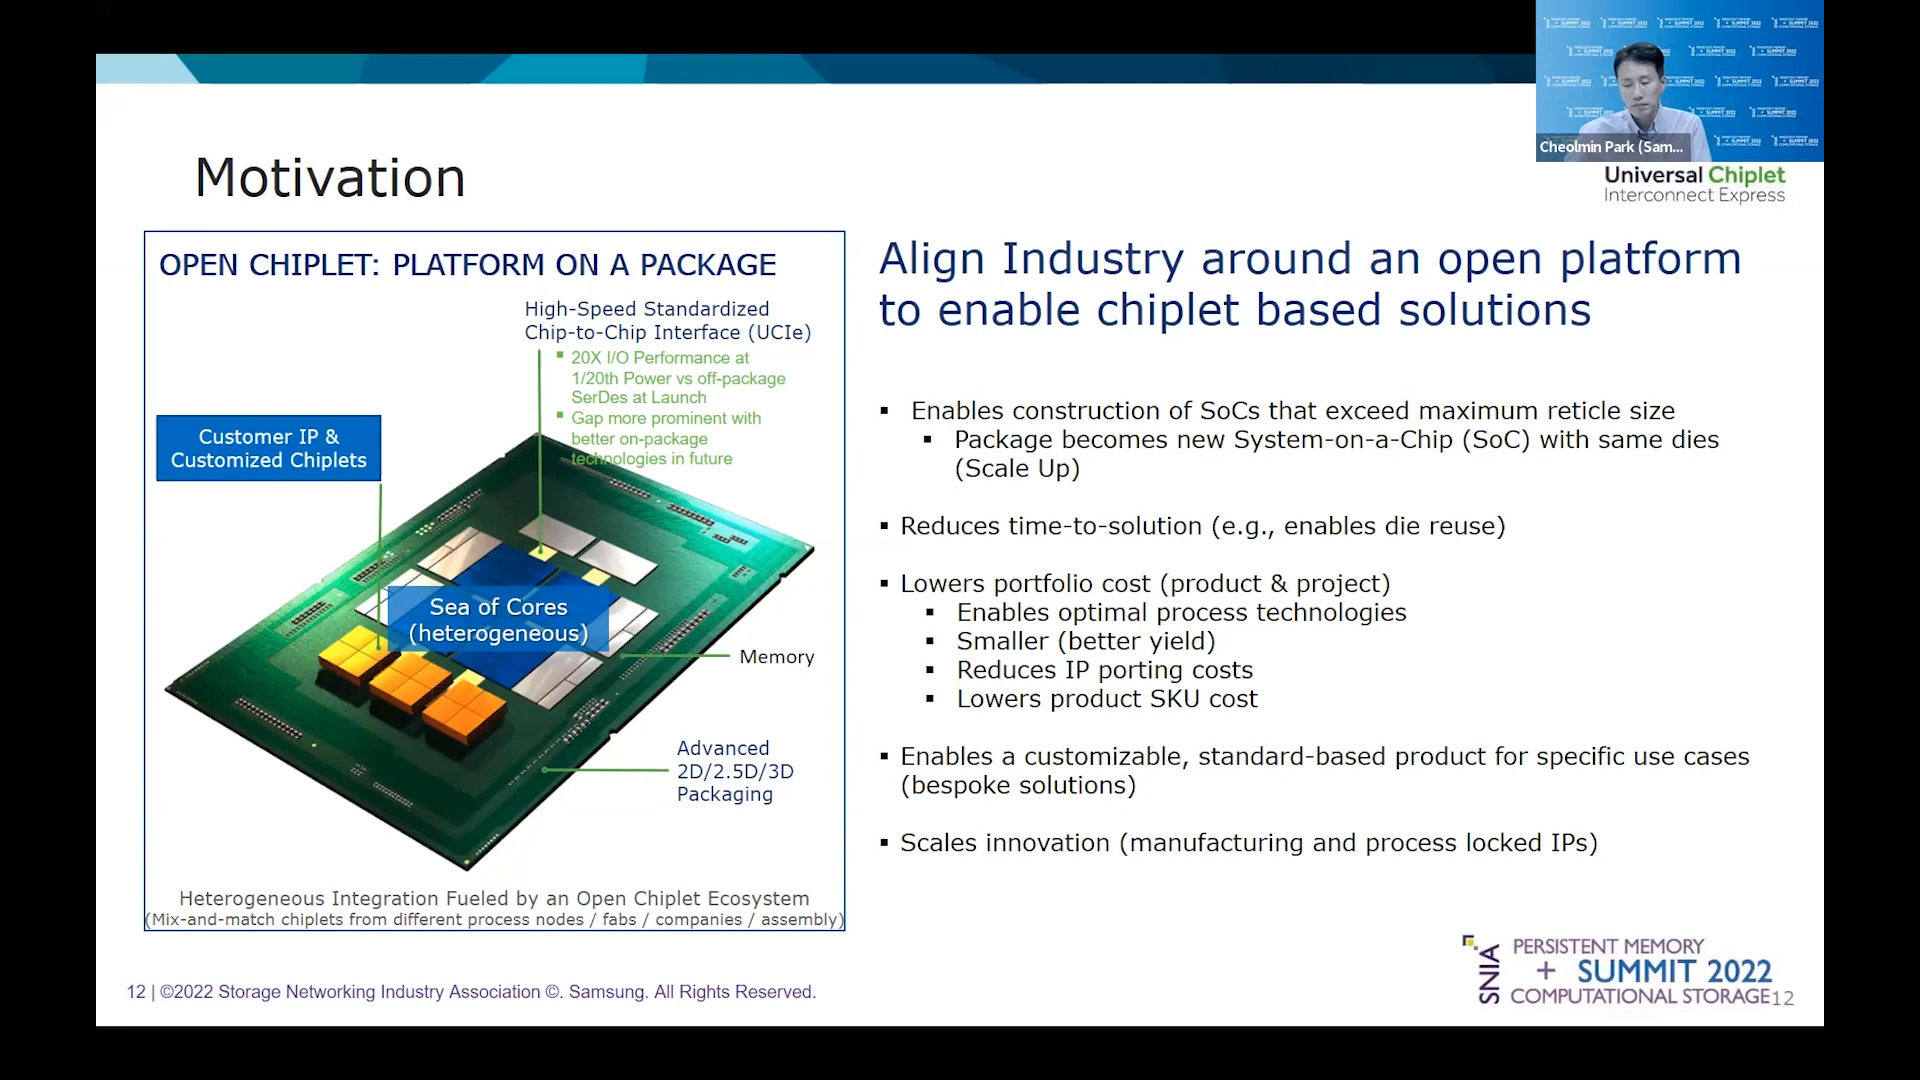 Cheolmin Park (Sam...
Universal Chiplet
Interconnect Express
Motivation
OPEN CHIPLET: PLATFORM ON A PACKAGE
High-Speed Standardized
Chip-to-Chip Interface (UCIe)
▪ 20X I/O Performance at
1/20th Power vs off-package
SerDes at Launch
▪ Gap more prominent with
better on-package
technologies in future
Customer IP &
Customized Chiplets
Sea of Cores
(heterogeneous)
Memory
Advanced
2D/2.5D/3D
Packaging
Heterogeneous Integration Fueled by an Open Chiplet Ecosystem
(Mix-and-match chiplets from different process nodes / fabs / companies / assembly)
Align Industry around an open platform
to enable chiplet based solutions
▪ Enables construction of SoCs that exceed maximum reticle size
▪ Package becomes new System-on-a-Chip (SoC) with same dies
(Scale Up)
▪ Reduces time-to-solution (e.g., enables die reuse)
▪ Lowers portfolio cost (product & project)
▪ Enables optimal process technologies
▪ Smaller (better yield)
▪ Reduces IP porting costs
▪ Lowers product SKU cost
▪ Enables a customizable, standard-based product for specific use cases
(bespoke solutions)
▪ Scales innovation (manufacturing and process locked IPs)
12 | ©2022 Storage Networking Industry Association ©. Samsung. All Rights Reserved.
SNIA
PERSISTENT MEMORY
+ SUMMIT 2022
COMPUTATIONAL STORAGE
12